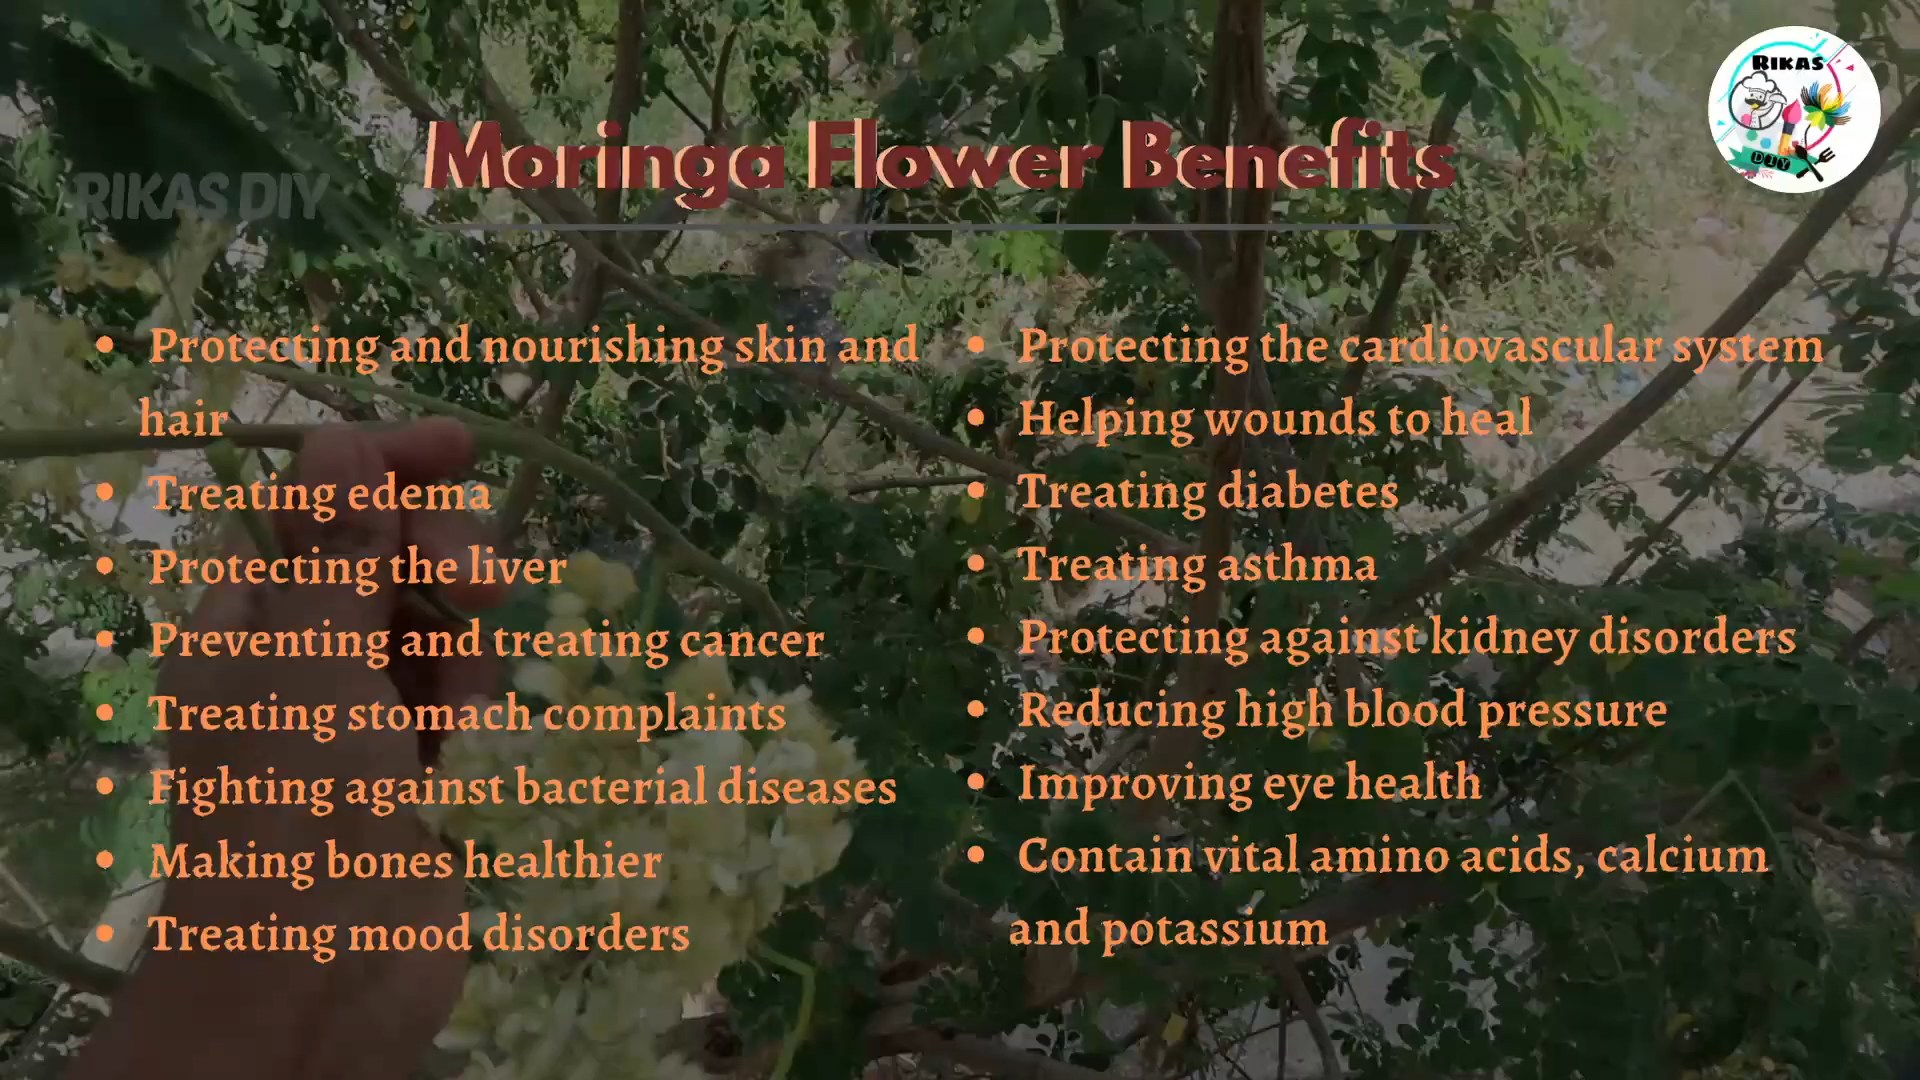 RIKAS
DIY
Moringa Flower Benefits
RIKAS DIY
• Protecting and nourishing skin and
hair
• Treating edema
• Protecting the liver
• Preventing and treating cancer
• Treating stomach complaints
• Fighting against bacterial diseases
• Making bones healthier
• Treating mood disorders
• Protecting the cardiovascular system
• Helping wounds to heal
• Treating diabetes
• Treating asthma
• Protecting against kidney disorders
• Reducing high blood pressure
• Improving eye health
• Contain vital amino acids, calcium
and potassium